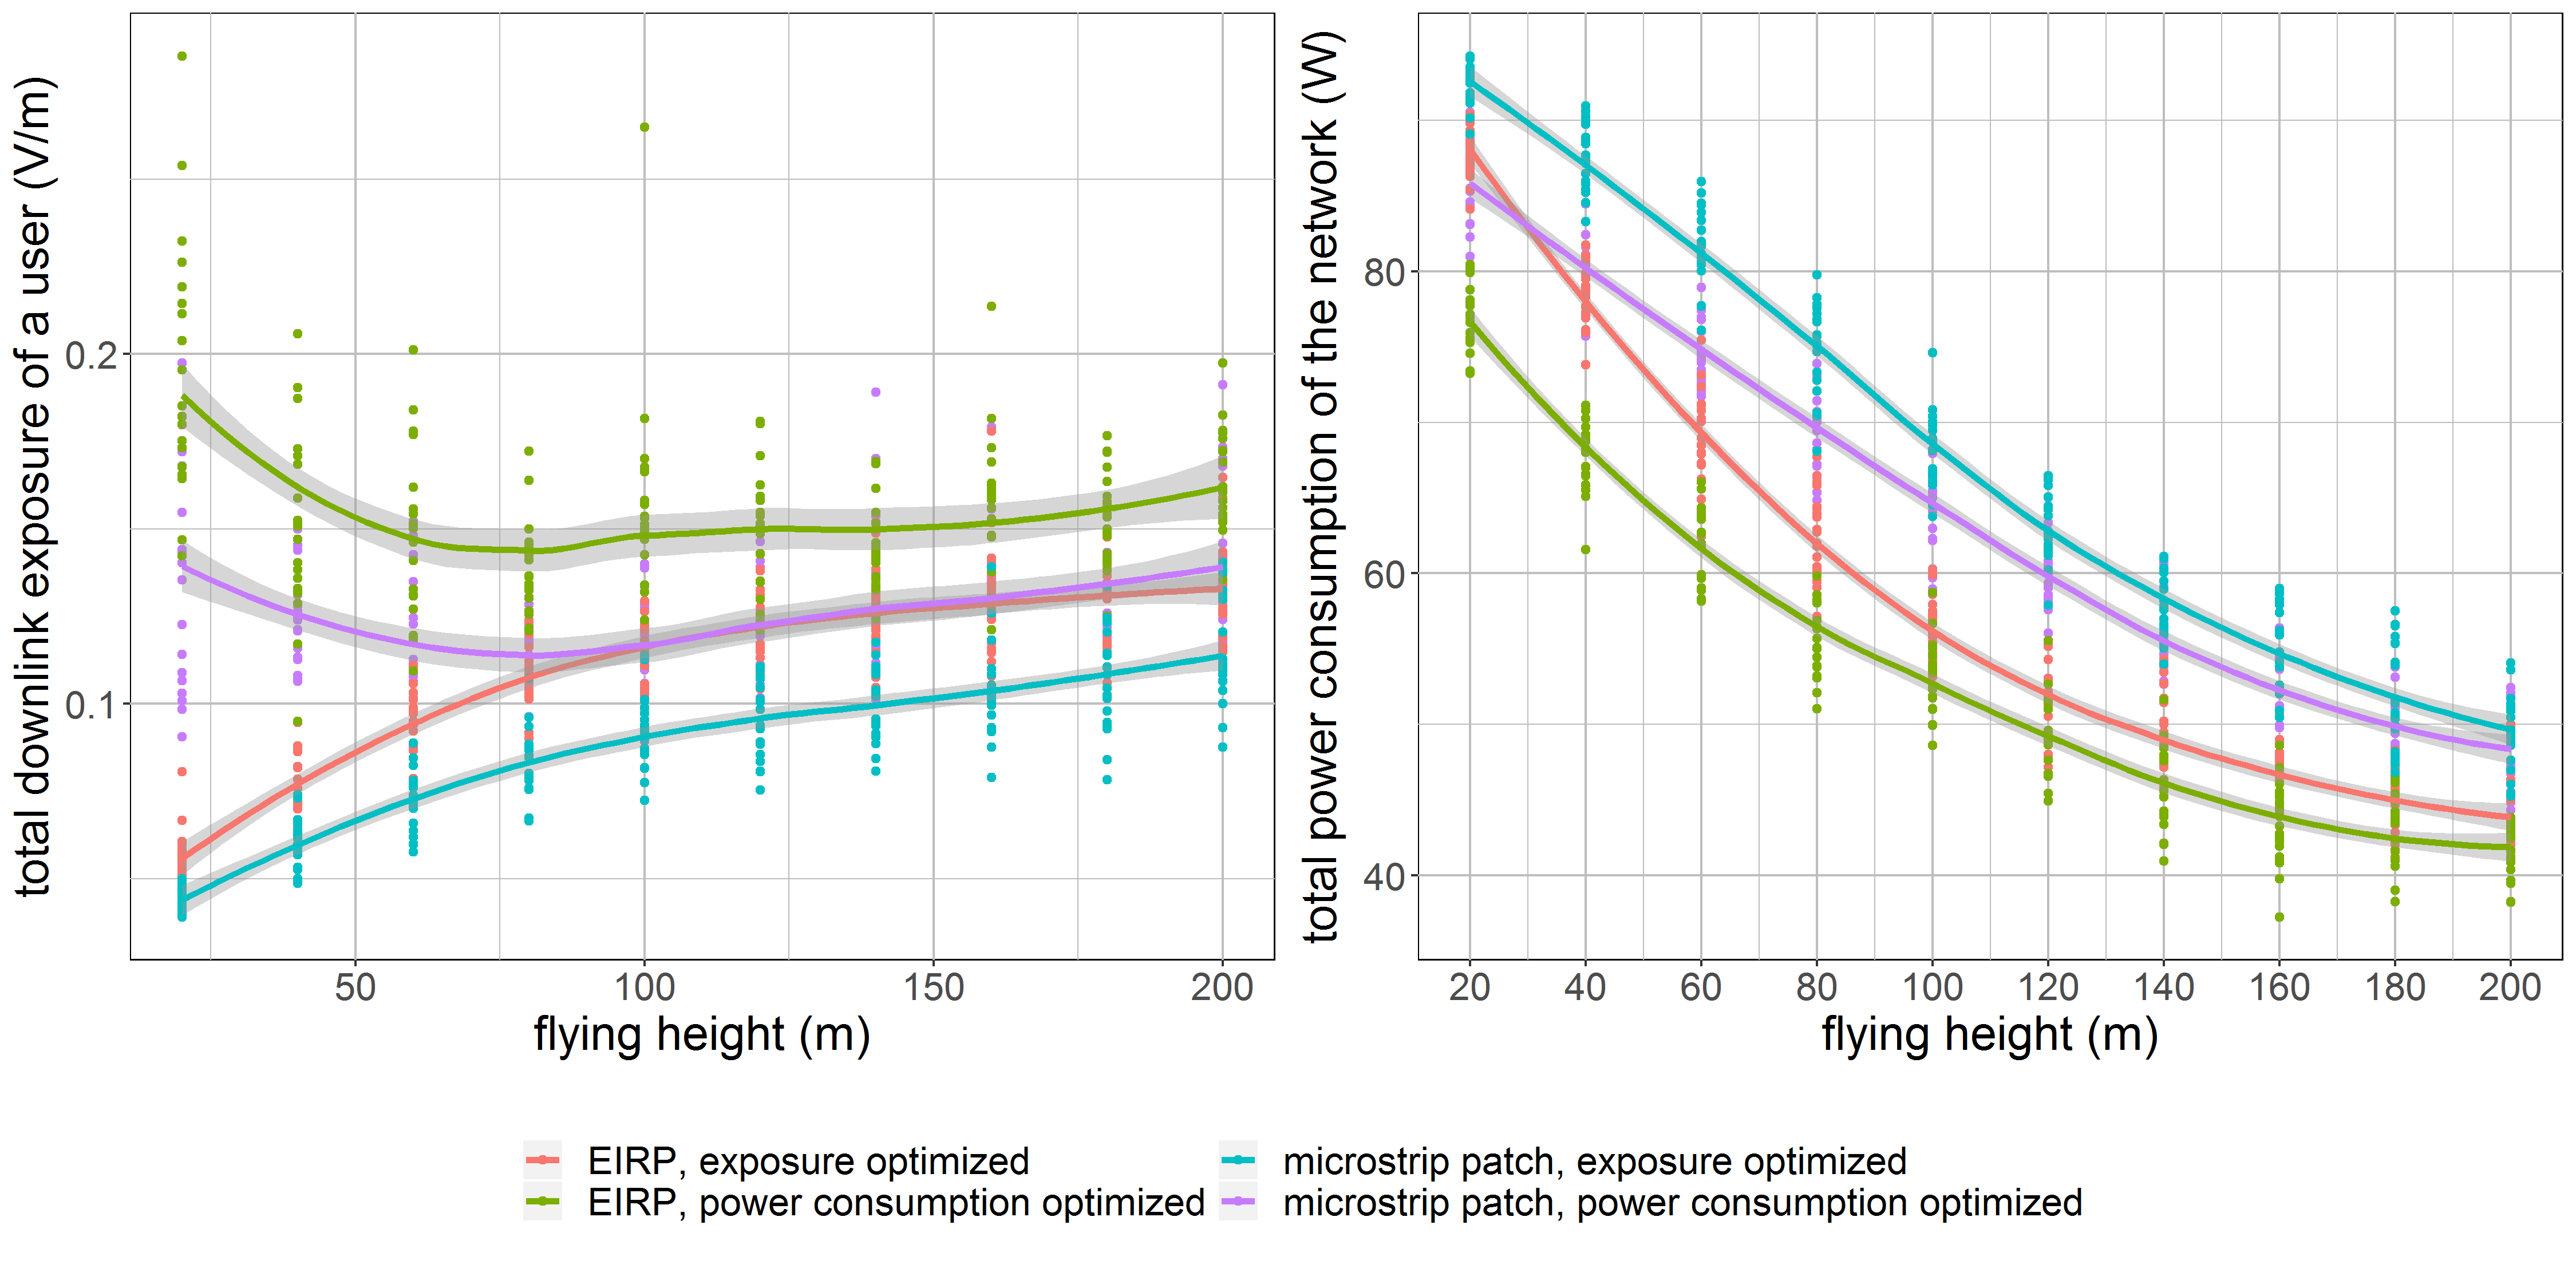 total downlink exposure of a user (V/m)
0.2
0.1
50 100 150 200
flying height (m)
total power consumption of the network (W)
80
60
40
20 40 60 80 100 120 140 160 180 200
flying height (m)
EIRP, exposure optimized
EIRP, power consumption optimized
microstrip patch, exposure optimized
microstrip patch, power consumption optimized